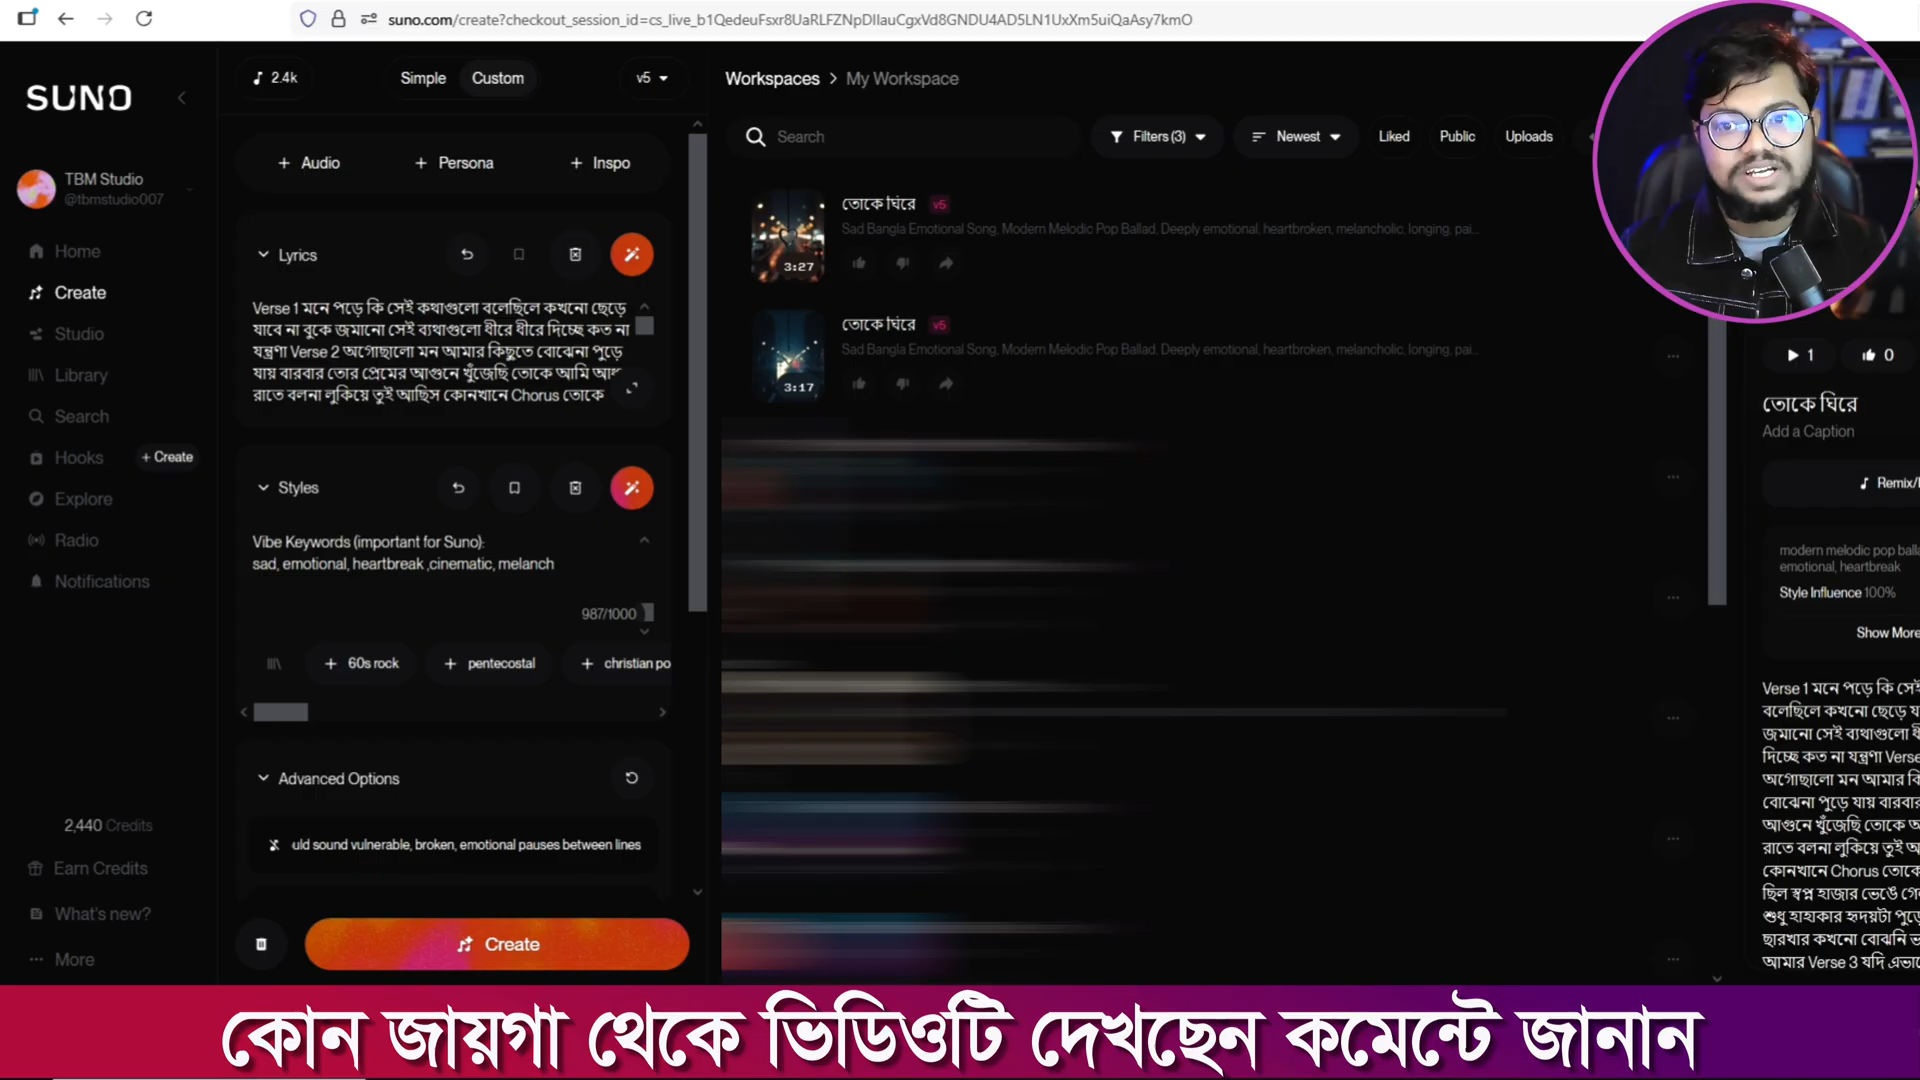 suno.com/create?checkout_session_id=cs_live_b1QedeuFsxr8UaRLFZNpDIlauCgxVd8GNDU4AD5LN1UxXm5uiQaAsy7kmO
SUNO
2.4k
Simple Custom
v5
Workspaces > My Workspace
Search
Filters (3)
Newest
Liked
Public
Uploads
TBM Studio
@tbmstudio007
Home
Create
Studio
Library
Search
Hooks
+ Create
Explore
Radio
Notifications
2,440 Credits
Earn Credits
What's new?
More
+ Audio
+ Persona
+ Inspo
Lyrics
Verse 1 মনে পড়ে কি সেই কথাগুলো বলেছিলে কখনো ছেড়ে
যাবে না বুকে জমানো সেই ব্যথাগুলো ধীরে ধীরে দিচ্ছে কত না
যন্ত্রণা Verse 2 অগোছালো মন আমার কিছুতে বোঝেনা পুড়ে
যায় বারবার তোর প্রেমের আগুনে খুঁজেছি তোকে আমি
রাতে বলনা লুকিয়ে তুই আছিস কোনখানে Chorus তোকে
Styles
Vibe Keywords (important for Suno):
sad, emotional, heartbreak ,cinematic, melanch
987/1000
+ 60s rock
+ pentecostal
+ christian po
Advanced Options
uld sound vulnerable, broken, emotional pauses between lines
Create
তোকে ঘিরে v5
Sad Bangla Emotional Song, Modern Melodic Pop Ballad, Deeply emotional, heartbroken, melancholic, longing, pai...
3:27
তোকে ঘিরে v5
Sad Bangla Emotional Song, Modern Melodic Pop Ballad, Deeply emotional, heartbroken, melancholic, longing, pai...
3:17
1
0
তোকে ঘিরে
Add a Caption
Remix/
modern melodic pop balla
emotional, heartbreak
Style Influence 100%
Show More
Verse 1 মনে পড়ে কি সেই
বলেছিলে কখনো ছেড়ে
জমানো সেই ব্যথাগুলো
দিচ্ছে কত না যন্ত্রণা Verse
অগোছালো মন আমার
বোঝেনা পুড়ে যায় বারবার
আগুনে খুঁজেছি তোকে
রাতে বলনা লুকিয়ে তুই
কোনখানে Chorus তোকে
ছিল স্বপ্ন হাজার ভেঙে
শুধু হাহাকার হৃদয়টা
ছারখার কখনো বোঝনি
আমার Verse 3 যদি এভাবে
কোন জায়গা থেকে ভিডিওটি দেখছেন কমেন্টে জানান